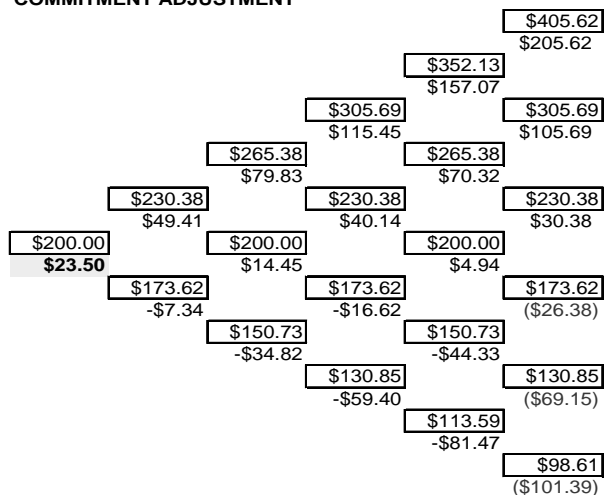 COMMITMENT ADJUSTMENT
$405.62
$205.62
$352.13
$157.07
$305.69 $305.69
$115.45 $105.69
$265.38 $265.38
$79.83 $70.32
$230.38 $230.38 $230.38
$49.41 $40.14 $30.38
$200.00 $200.00 $200.00
$23.50 $14.45 $4.94
$173.62 $173.62 $173.62
-$7.34 -$16.62 ($26.38)
$150.73 $150.73
-$34.82 -$44.33
$130.85 $130.85
-$59.40 ($69.15)
$113.59
-$81.47
$98.61
($101.39)